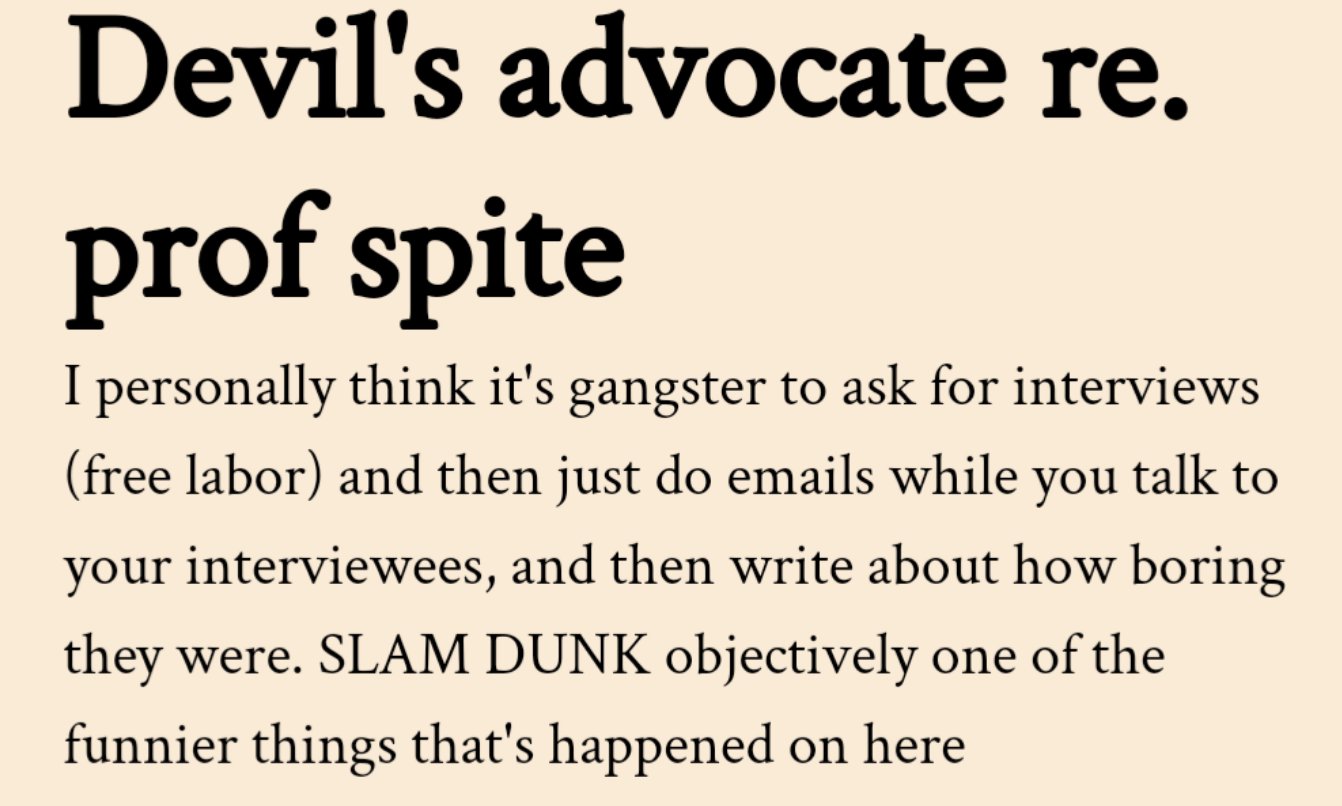 Devil's advocate re.
prof spite
I personally think it's gangster to ask for interviews
(free labor) and then just do emails while you talk to
your interviewees, and then write about how boring
they were. SLAM DUNK objectively one of the
funnier things that's happened on here